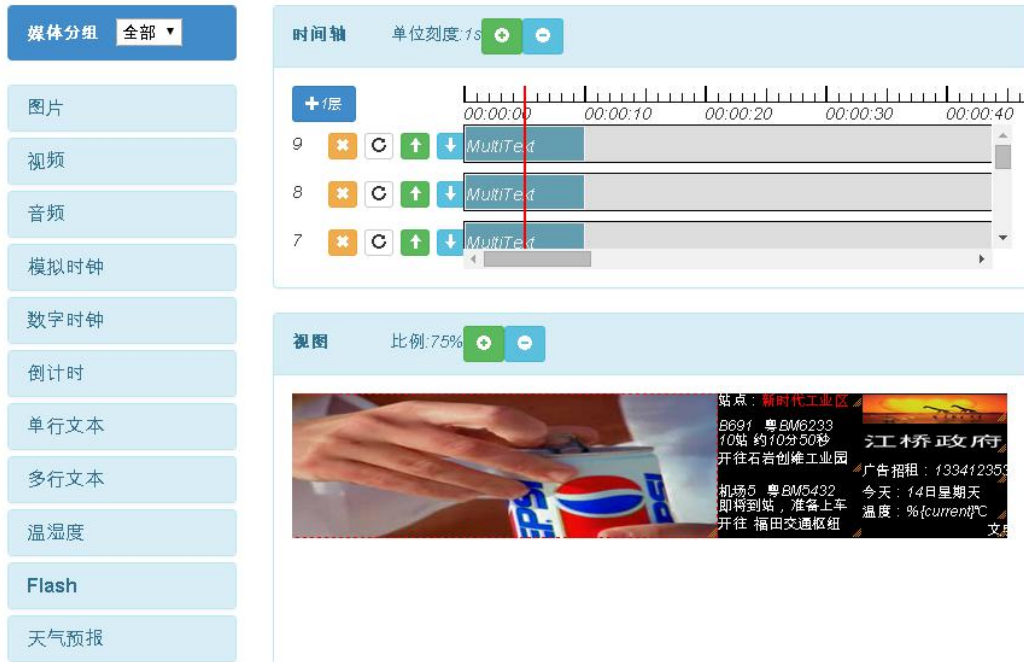 媒体分组 全部
图片
视频
音频
模拟时钟
数字时钟
倒计时
单行文本
多行文本
温湿度
Flash
天气预报
时间轴 单位刻度:1s
1层
00:00:00 00:00:10 00:00:20 00:00:30 00:00:40
9 MultiText
8 MultiText
7 MultiText
视图 比例:75%
PEPSI
PEPSI
站点：新时代工业区
B691 粤BM6233
10站 约10分50秒
开往石岩创维工业园
机场5 粤BM5432
即将到站，准备上车
开往 福田交通枢纽
江桥政府
广告招租：133412353
今天：14日星期天
温度：%{current}℃